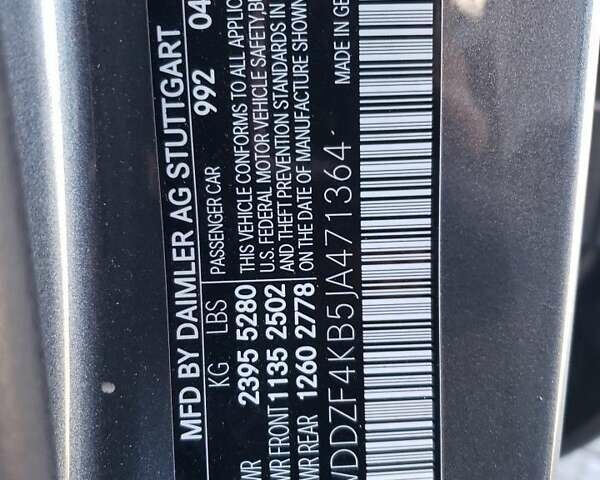 MFD BY DAIMLER AG STUTTGART
992 04
KG LBS PASSENGER CAR
2395 5280
FRONT 1135 2502
REAR 1260 2778
THIS VEHICLE CONFORMS TO ALL
U.S. FEDERAL MOTOR VEHICLE SAFETY
AND THEFT PREVENTION STANDARDS IN
ON THE DATE OF MANUFACTURE SHOWN
MADE IN
WDDZF4KB5JA471364